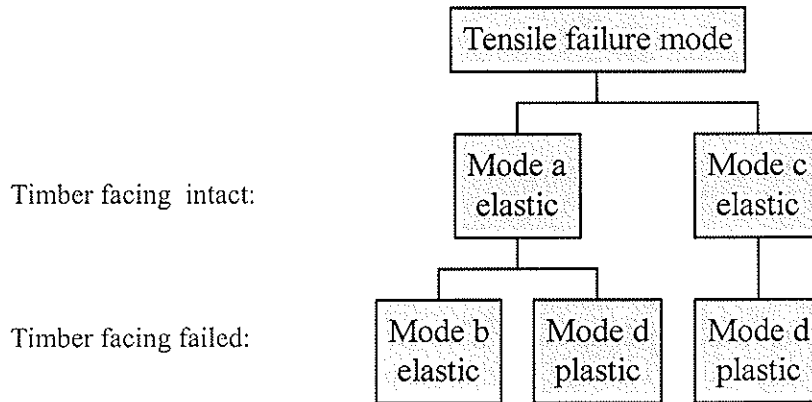 Tensile failure mode
Timber facing intact:
Mode a
elastic
Mode c
elastic
Timber facing failed:
Mode b
elastic
Mode d
plastic
Mode d
plastic